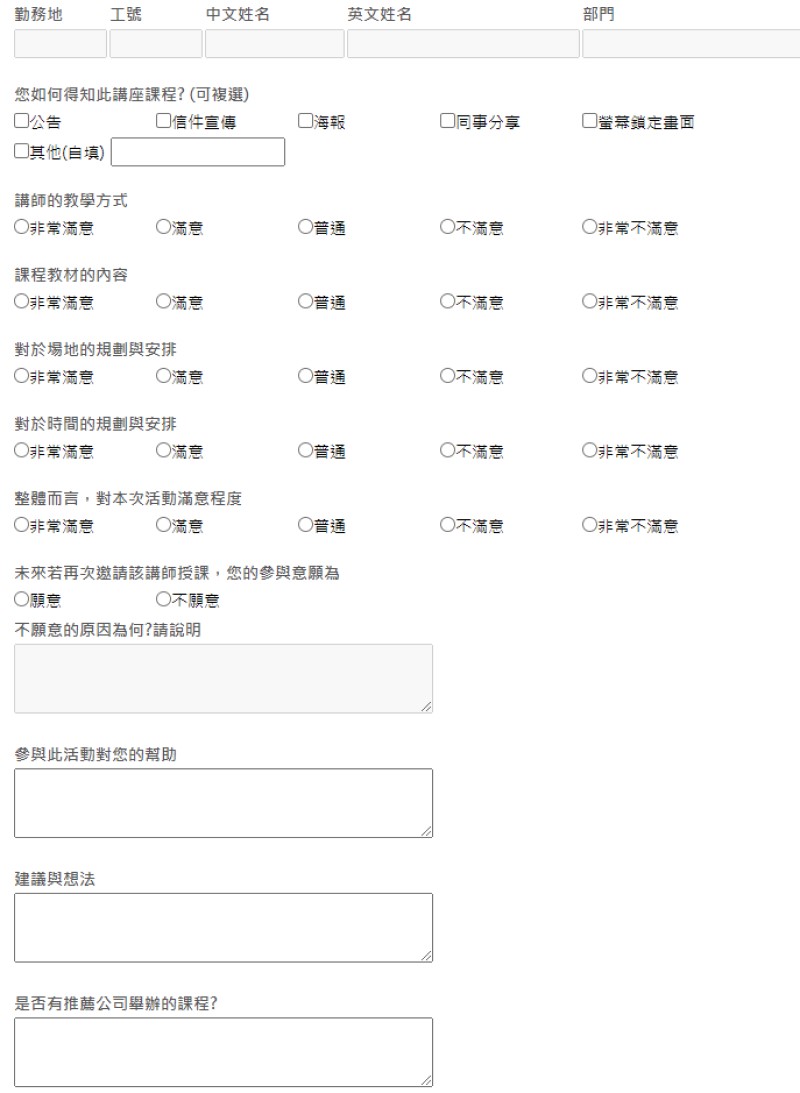 勤務地 工號 中文姓名 英文姓名 部門
您如何得知此講座課程? (可複選)
公告 信件宣傳 海報 同事分享 螢幕鎖定畫面
其他(自填)
講師的教學方式
非常滿意 滿意 普通 不滿意 非常不滿意
課程教材的內容
非常滿意 滿意 普通 不滿意 非常不滿意
對於場地的規劃與安排
非常滿意 滿意 普通 不滿意 非常不滿意
對於時間的規劃與安排
非常滿意 滿意 普通 不滿意 非常不滿意
整體而言，對本次活動滿意程度
非常滿意 滿意 普通 不滿意 非常不滿意
未來若再次邀請該講師授課，您的參與意願為
願意 不願意
不願意的原因為何?請說明
參與此活動對您的幫助
建議與想法
是否有推薦公司舉辦的課程?